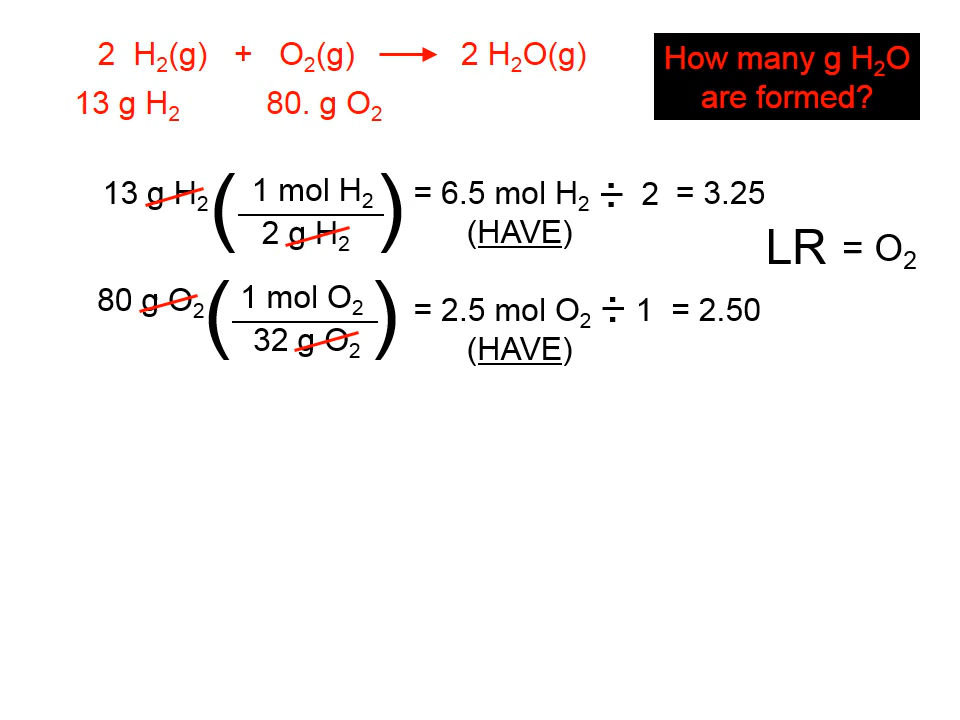 2 H₂(g) + O₂(g) ⟶ 2 H₂O(g)
13 g H₂ 80. g O₂
How many g H₂O
are formed?
13 g H₂ ( 1 mol H₂ ) = 6.5 mol H₂ ÷ 2 = 3.25
2 g H₂
(HAVE)
LR = O₂
80 g O₂ ( 1 mol O₂ ) = 2.5 mol O₂ ÷ 1 = 2.50
32 g O₂
(HAVE)